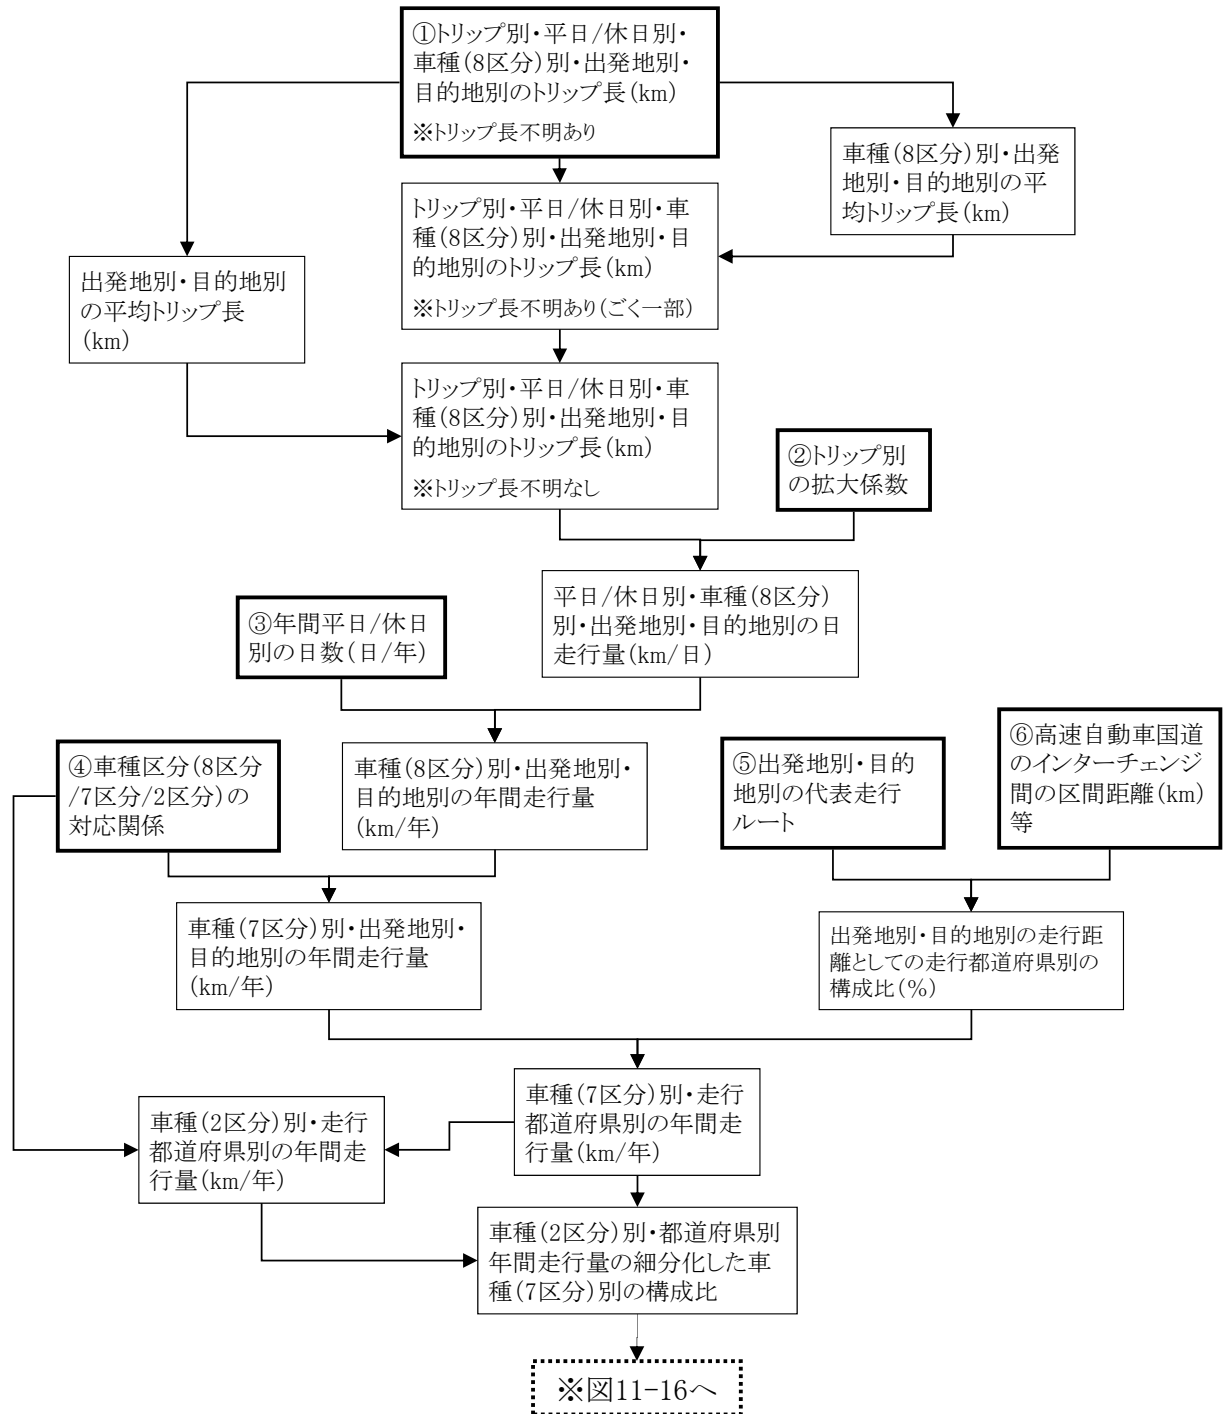 ①トリップ別・平日/休日別・
車種(8区分)別・出発地別・
目的地別のトリップ長(km)
※トリップ長不明あり
車種(8区分)別・出発
地別・目的地別の平
均トリップ長(km)
トリップ別・平日/休日別・車
種(8区分)別・出発地別・目
的地別のトリップ長(km)
※トリップ長不明あり(ごく一部)
出発地別・目的地別
の平均トリップ長
(km)
トリップ別・平日/休日別・車
種(8区分)別・出発地別・目
的地別のトリップ長(km)
※トリップ長不明なし
②トリップ別
の拡大係数
平日/休日別・車種(8区分)
別・出発地別・目的地別の日
走行量(km/日)
③年間平日/休日
別の日数(日/年)
④車種区分(8区分
/7区分/2区分)の
対応関係
車種(8区分)別・出発地別・
目的地別の年間走行量
(km/年)
⑤出発地別・目的
地別の代表走行
ルート
⑥高速自動車国道
のインターチェンジ
間の区間距離(km)
等
車種(7区分)別・出発地別・
目的地別の年間走行量
(km/年)
出発地別・目的地別の走行距
離としての走行都道府県別の
構成比(%)
車種(2区分)別・走行
都道府県別の年間走
行量(km/年)
車種(7区分)別・走行
都道府県別の年間走
行量(km/年)
車種(2区分)別・都道府県別
年間走行量の細分化した車
種(7区分)別の構成比
※図11-16へ